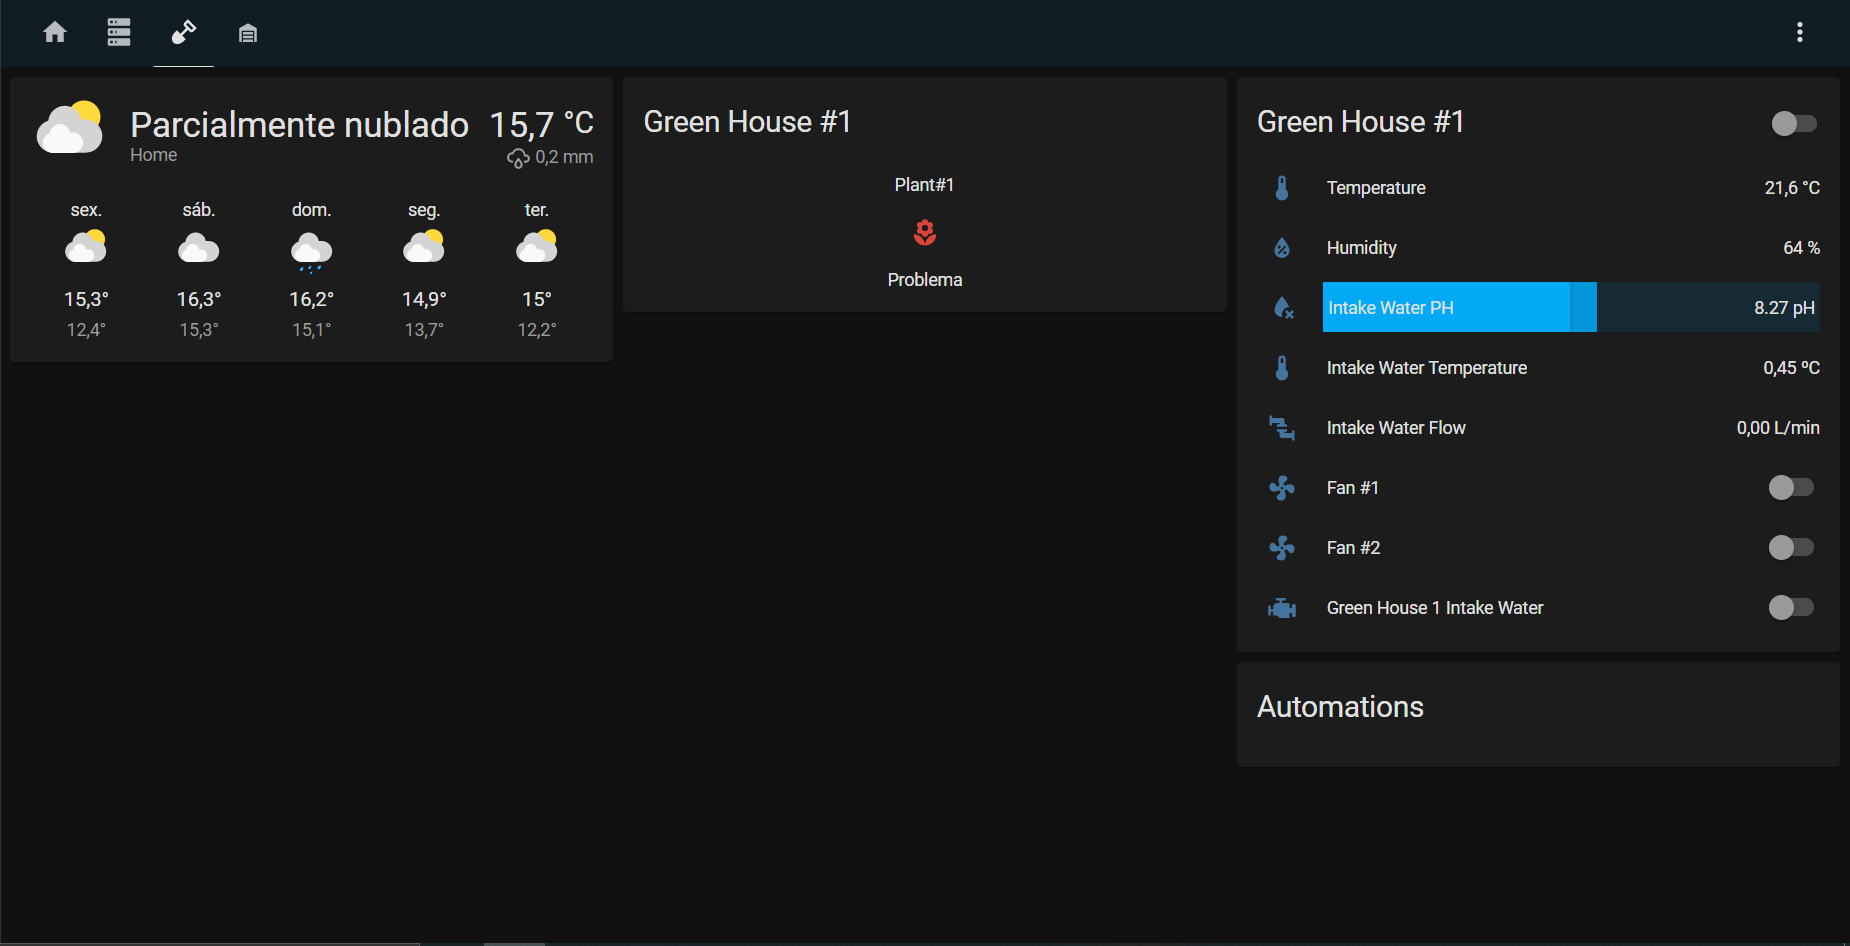 Parcialmente nublado 15,7 °C
Home 0,2 mm
sex. sáb. dom. seg. ter.
15,3° 16,3° 16,2° 14,9° 15°
12,4° 15,3° 15,1° 13,7° 12,2°
Green House #1
Plant#1
Problema
Green House #1
Temperature 21,6 °C
Humidity 64 %
Intake Water PH 8.27 pH
Intake Water Temperature 0,45 ºC
Intake Water Flow 0,00 L/min
Fan #1
Fan #2
Green House 1 Intake Water
Automations